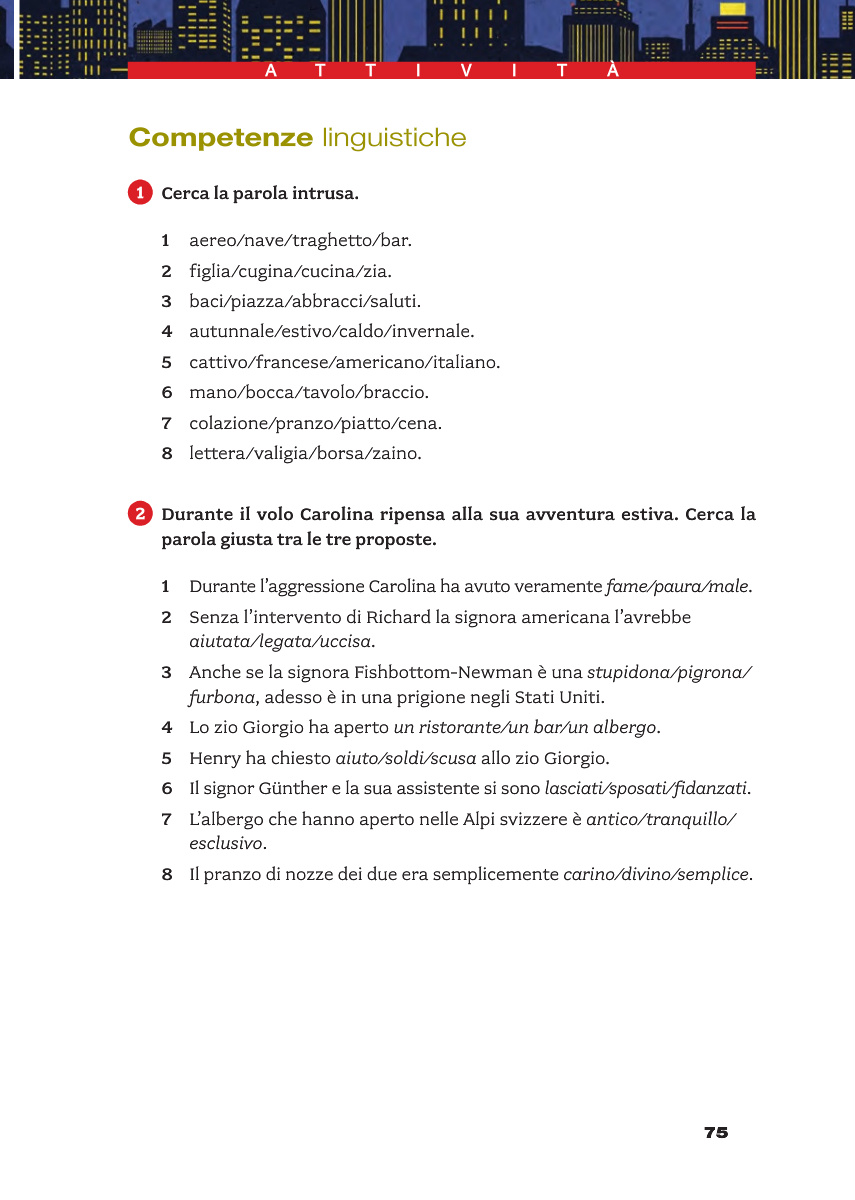 ATTIVITÀ
Competenze linguistiche
1 Cerca la parola intrusa.
1 aereo/nave/traghetto/bar.
2 figlia/cugina/cucina/zia.
3 baci/piazza/abbracci/saluti.
4 autunnale/estivo/caldo/invernale.
5 cattivo/francese/americano/italiano.
6 mano/bocca/tavolo/braccio.
7 colazione/pranzo/piatto/cena.
8 lettera/valigia/borsa/zaino.
2 Durante il volo Carolina ripensa alla sua avventura estiva. Cerca la
parola giusta tra le tre proposte.
1 Durante l’aggressione Carolina ha avuto veramente fame/paura/male.
2 Senza l’intervento di Richard la signora americana l’avrebbe
aiutata/legata/uccisa.
3 Anche se la signora Fishbottom-Newman è una stupidona/pigrona/
furbona, adesso è in una prigione negli Stati Uniti.
4 Lo zio Giorgio ha aperto un ristorante/un bar/un albergo.
5 Henry ha chiesto aiuto/soldi/scusa allo zio Giorgio.
6 Il signor Günther e la sua assistente si sono lasciati/sposati/fidanzati.
7 L’albergo che hanno aperto nelle Alpi svizzere è antico/tranquillo/
esclusivo.
8 Il pranzo di nozze dei due era semplicemente carino/divino/semplice.
75